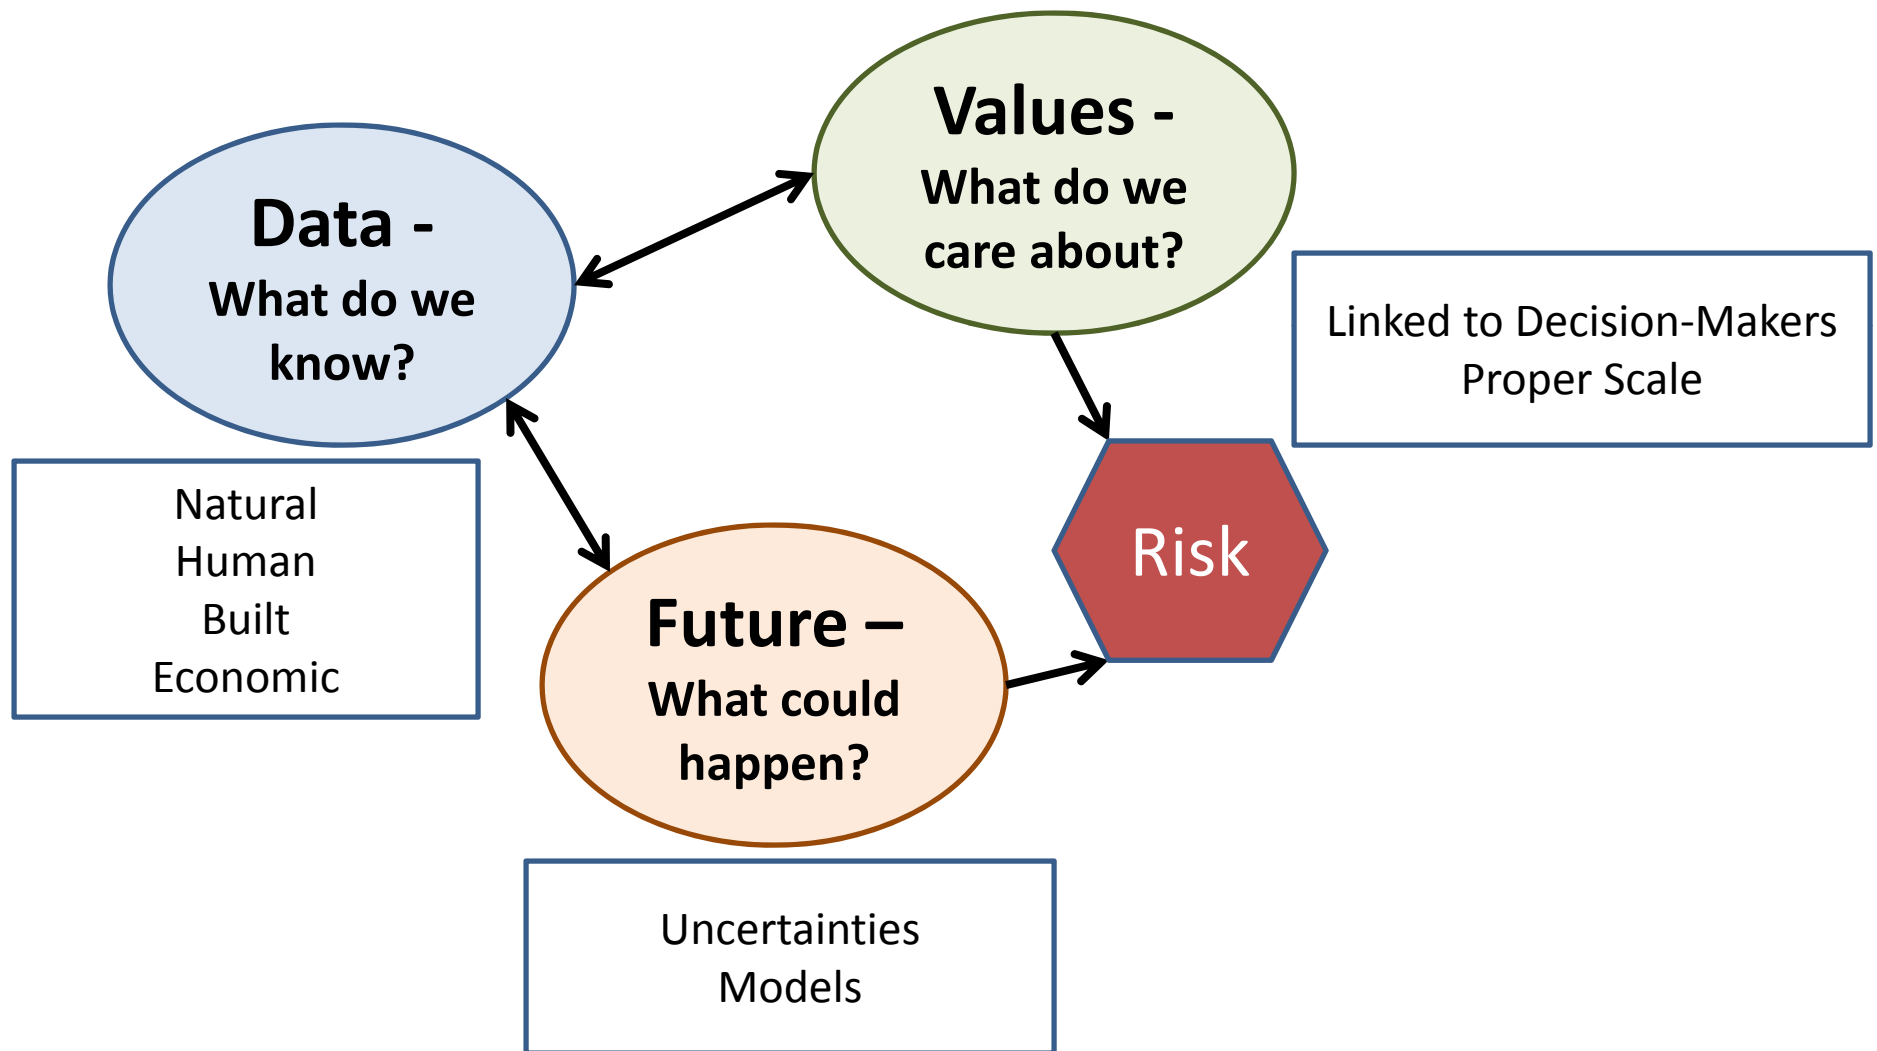 Values -
What do we
care about?
Data -
What do we
know?
Linked to Decision-Makers
Proper Scale
Natural
Human
Built
Economic
Risk
Future –
What could
happen?
Uncertainties
Models